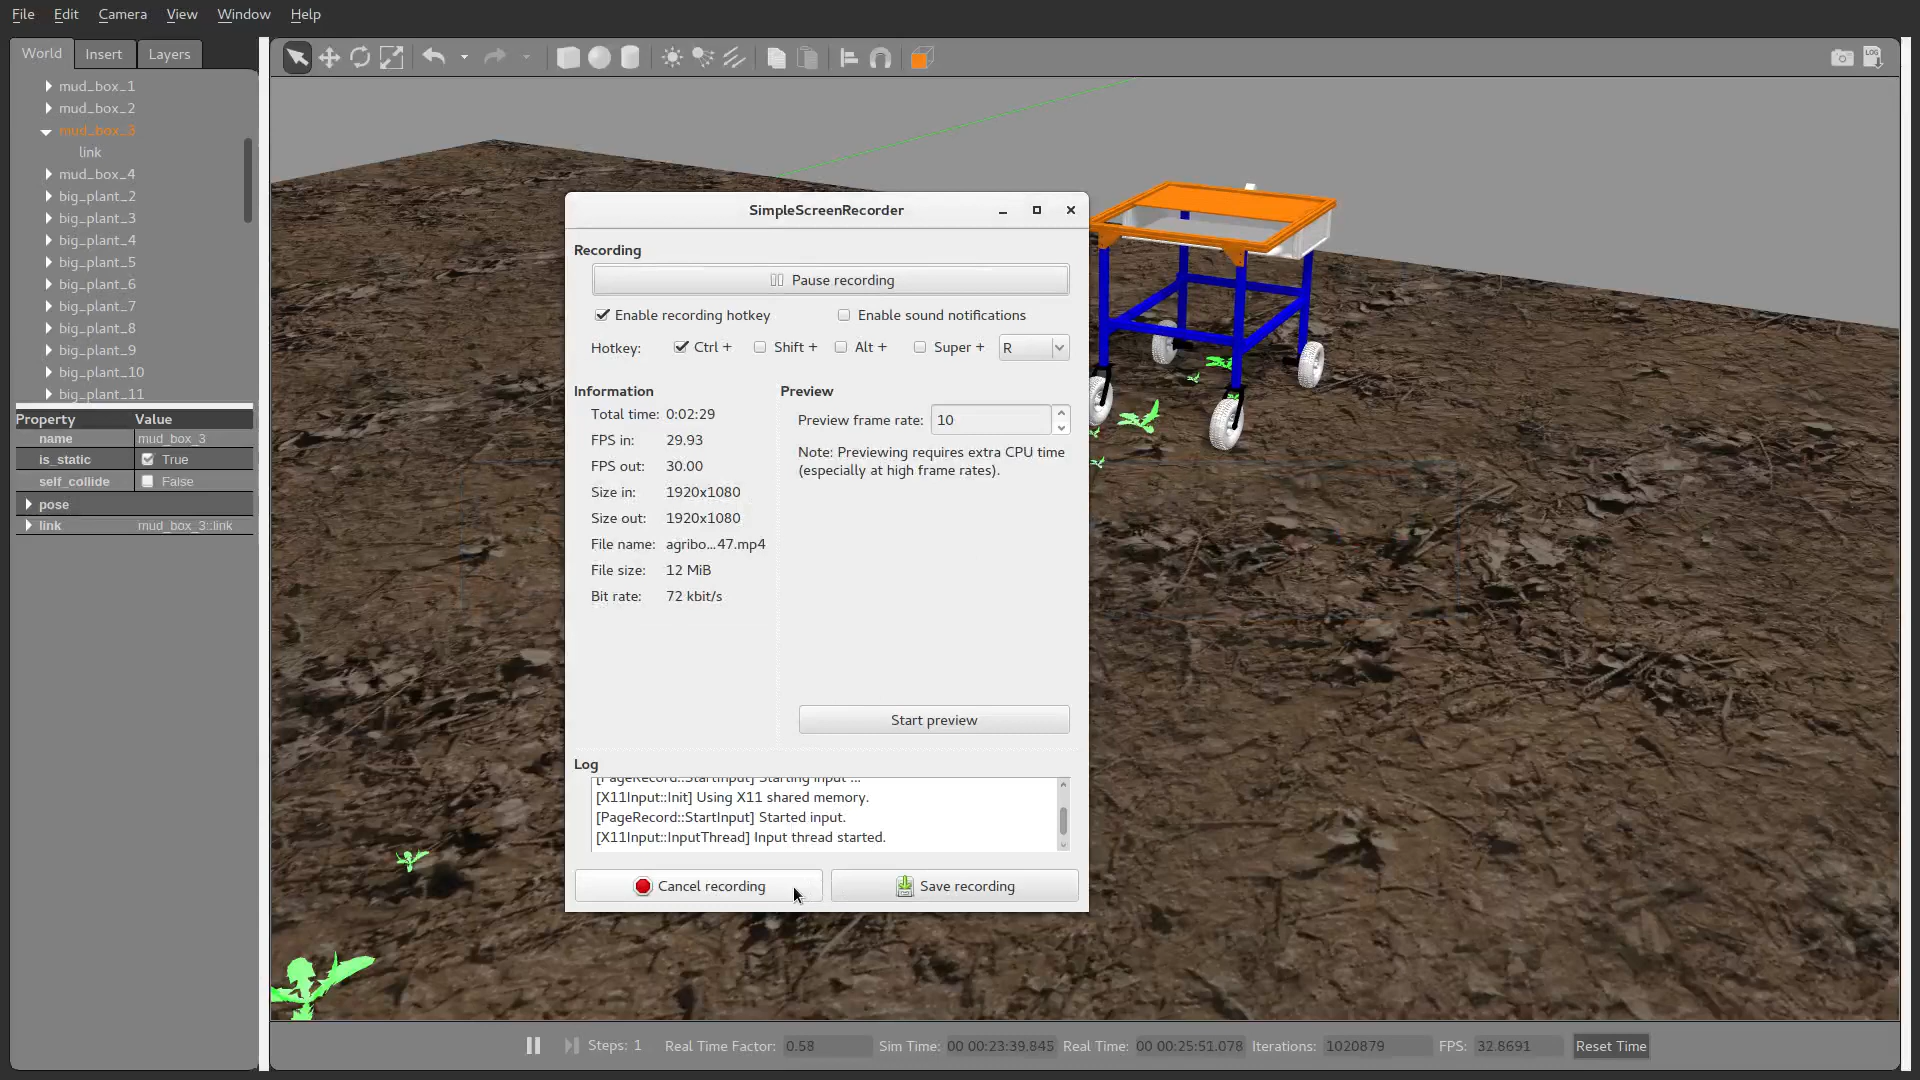 File Edit Camera View Window Help
World Insert Layers
mud_box_1
mud_box_2
mud_box_3
link
mud_box_4
big_plant_2
big_plant_3
big_plant_4
big_plant_5
big_plant_6
big_plant_7
big_plant_8
big_plant_9
big_plant_10
big_plant_11
Property Value
name mud_box_3
is_static True
self_collide False
pose
link mud_box_3::link
LOG
SimpleScreenRecorder
Recording
Pause recording
Enable recording hotkey Enable sound notifications
Hotkey: Ctrl + Shift + Alt + Super + R
Information
Total time: 0:02:29
FPS in: 29.93
FPS out: 30.00
Size in: 1920x1080
Size out: 1920x1080
File name: agribo...47.mp4
File size: 12 MiB
Bit rate: 72 kbit/s
Preview
Preview frame rate: 10
Note: Previewing requires extra CPU time
(especially at high frame rates).
Start preview
Log
[PageRecord::StartInput] Starting input ...
[X11Input::Init] Using X11 shared memory.
[PageRecord::StartInput] Started input.
[X11Input::InputThread] Input thread started.
Cancel recording Save recording
Steps: 1 Real Time Factor: 0.58 Sim Time: 00 00:23:39.845 Real Time: 00 00:25:51.078 Iterations: 1020879 FPS: 32.8691 Reset Time